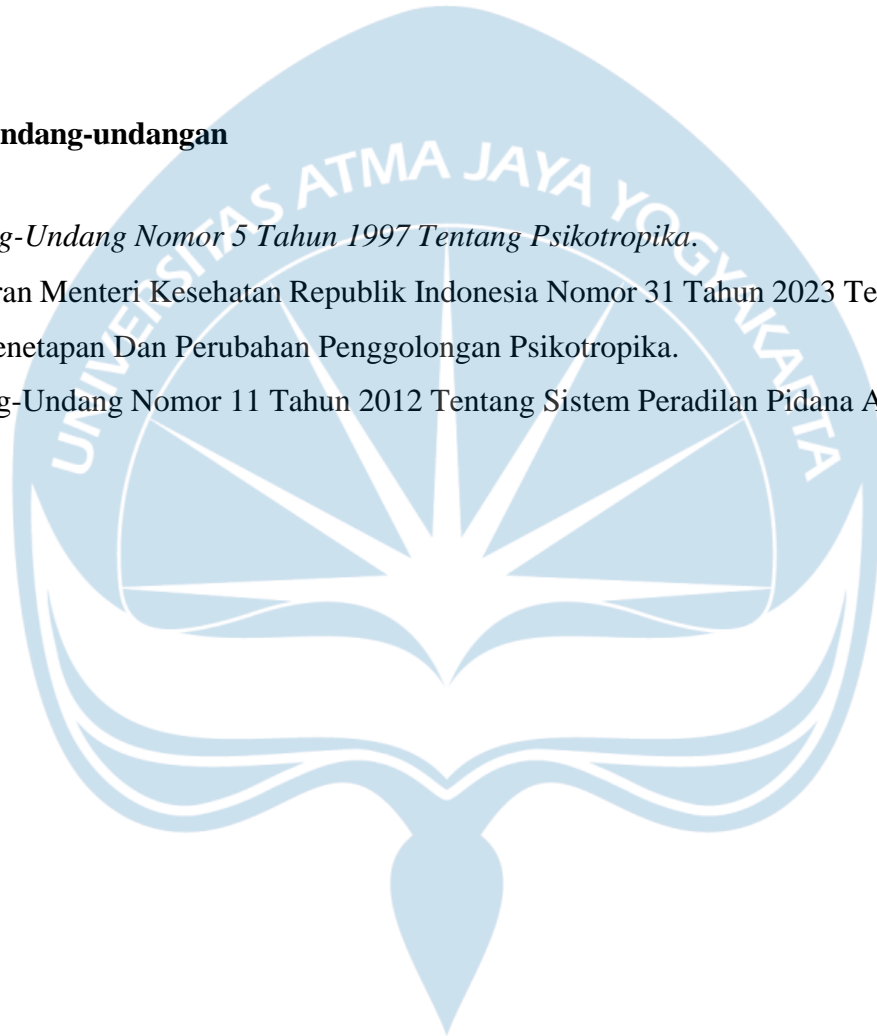 ndang-undangan
UNIVERSITAS ATMA JAYA YOGYAKARTA
g-Undang Nomor 5 Tahun 1997 Tentang Psikotropika.
ran Menteri Kesehatan Republik Indonesia Nomor 31 Tahun 2023 Te
enetapan Dan Perubahan Penggolongan Psikotropika.
g-Undang Nomor 11 Tahun 2012 Tentang Sistem Peradilan Pidana A